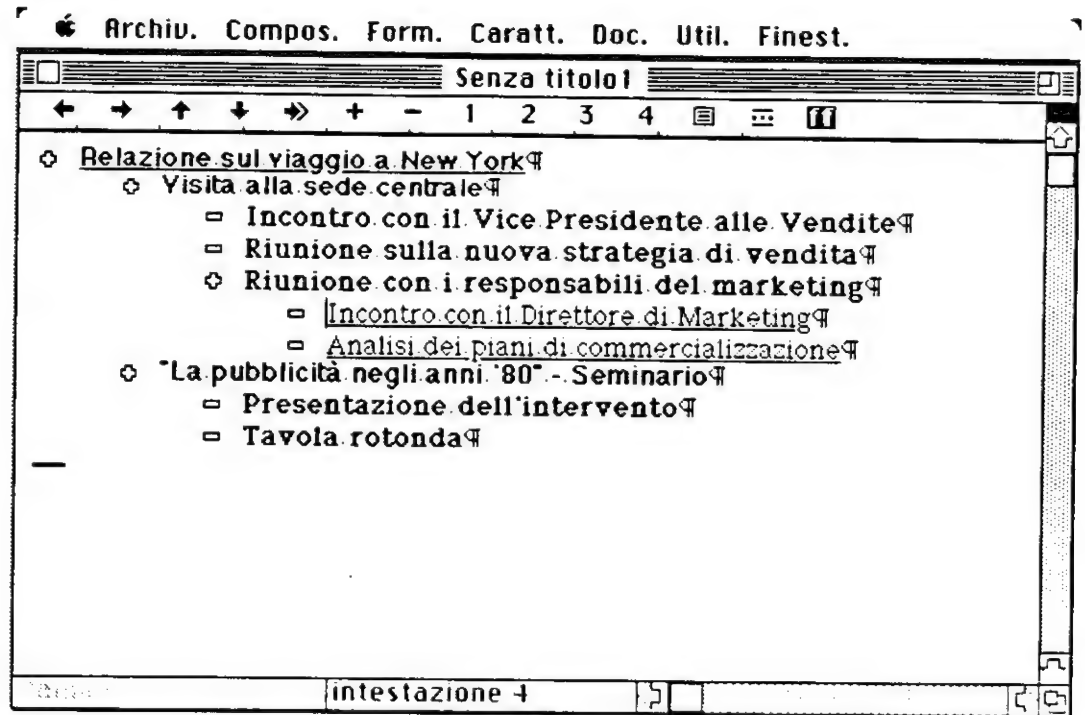 Archiv. Compos. Form. Caratt. Doc. Util. Finest.
Senza titolo1
+ - 1 2 3 4
Relazione sul viaggio a New York¶
Visita alla sede centrale¶
Incontro con il Vice Presidente alle Vendite¶
Riunione sulla nuova strategia di vendita¶
Riunione con i responsabili del marketing¶
Incontro con il Direttore di Marketing¶
Analisi dei piani di commercializzazione¶
"La pubblicità negli anni '80" - Seminario¶
Presentazione dell'intervento¶
Tavola rotonda¶
intestazione 4